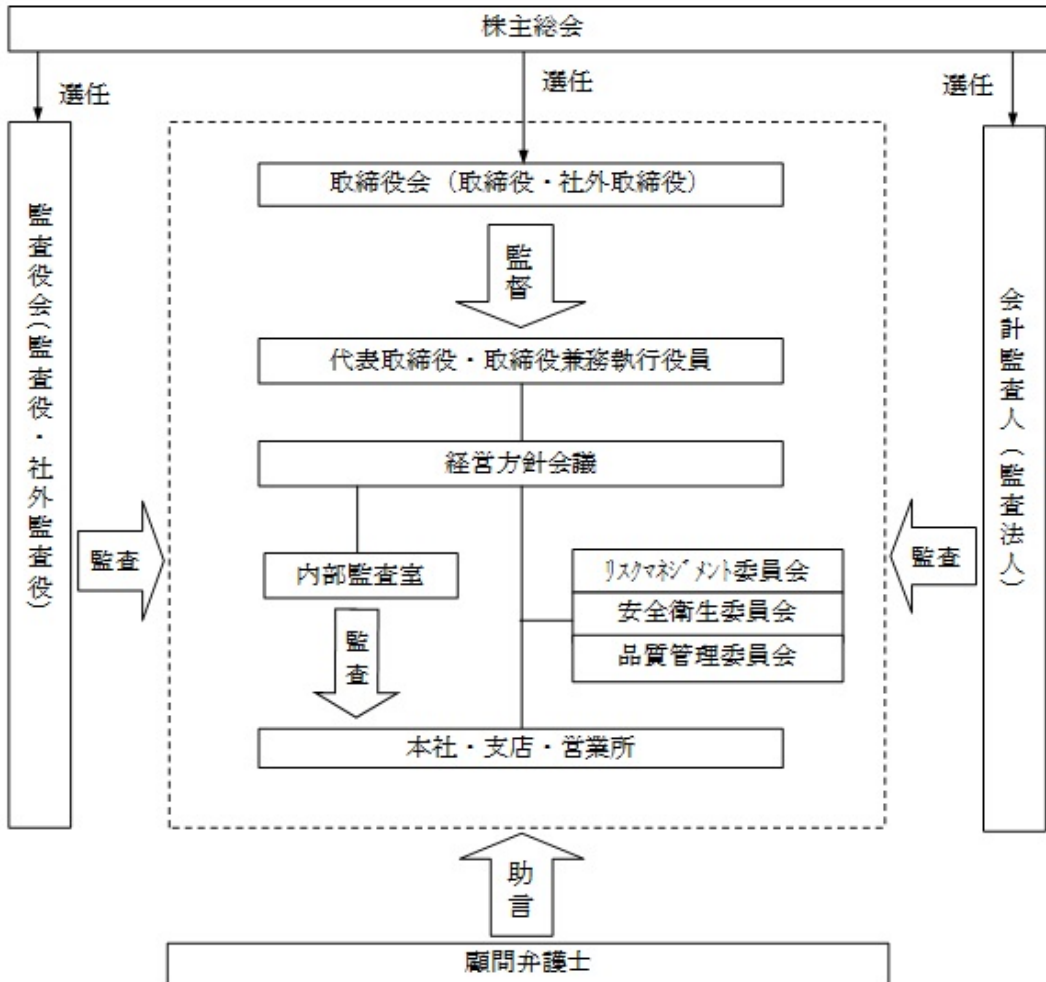 株主総会
選任
選任
選任
監査役会(監査役・社外監査役)
取締役会（取締役・社外取締役）
会計監査人（監査法人）
監督
代表取締役・取締役兼務執行役員
経営方針会議
監査
内部監査室
ﾘｽｸﾏﾈｼﾞﾒﾝﾄ委員会
安全衛生委員会
品質管理委員会
監査
監査
本社・支店・営業所
助言
顧問弁護士